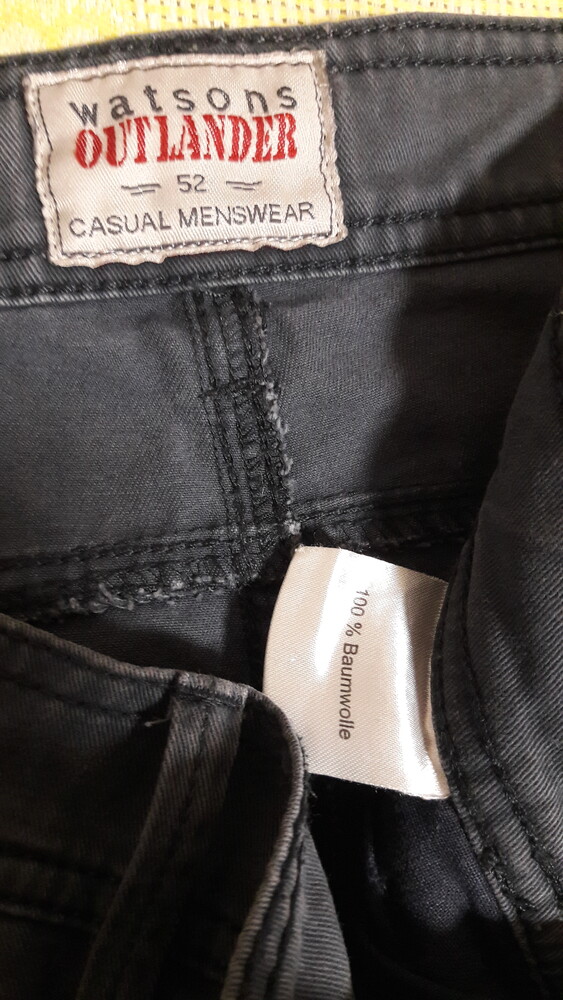 watsons
OUTLANDER
52
CASUAL MENSWEAR
100 % Baumwolle